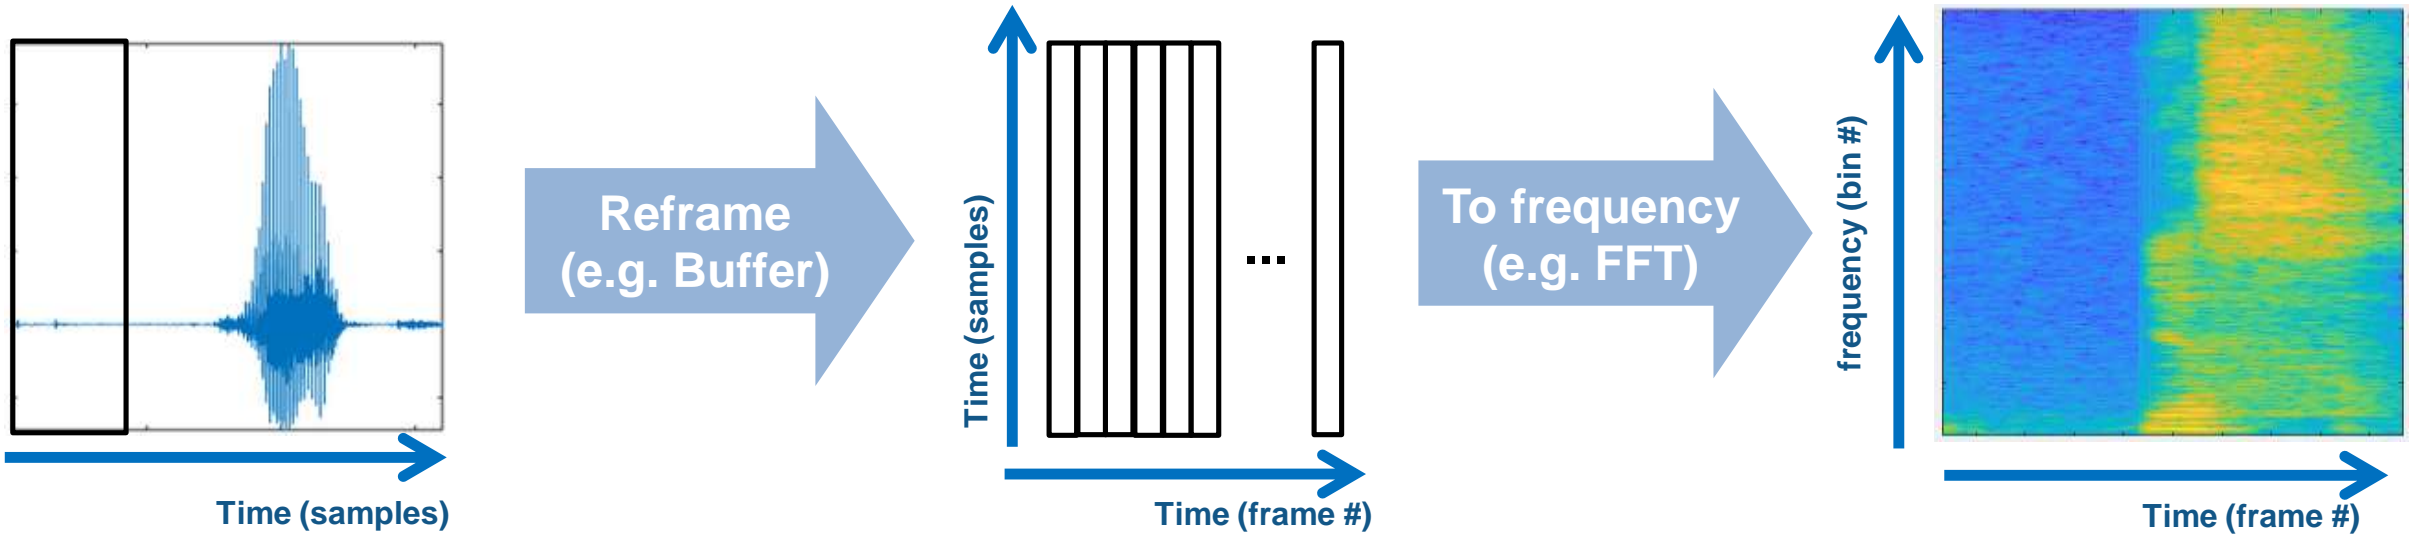 Time (samples)
Reframe
(e.g. Buffer)
Time (samples)
...
Time (frame #)
To frequency
(e.g. FFT)
frequency (bin #)
Time (frame #)